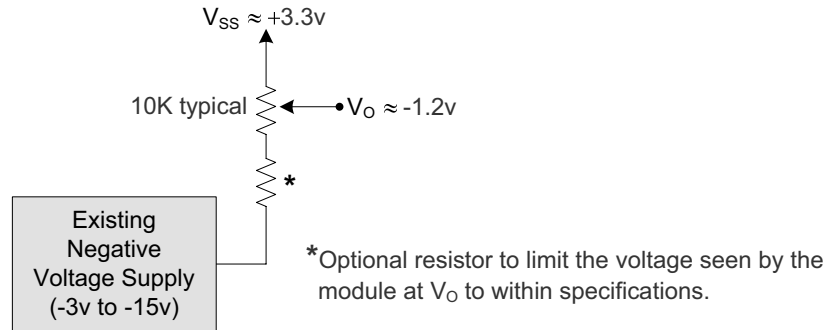 VSS ≈ +3.3v
10K typical
VO ≈ -1.2v
*
Existing
Negative
Voltage Supply
(-3v to -15v)
*Optional resistor to limit the voltage seen by the
module at VO to within specifications.